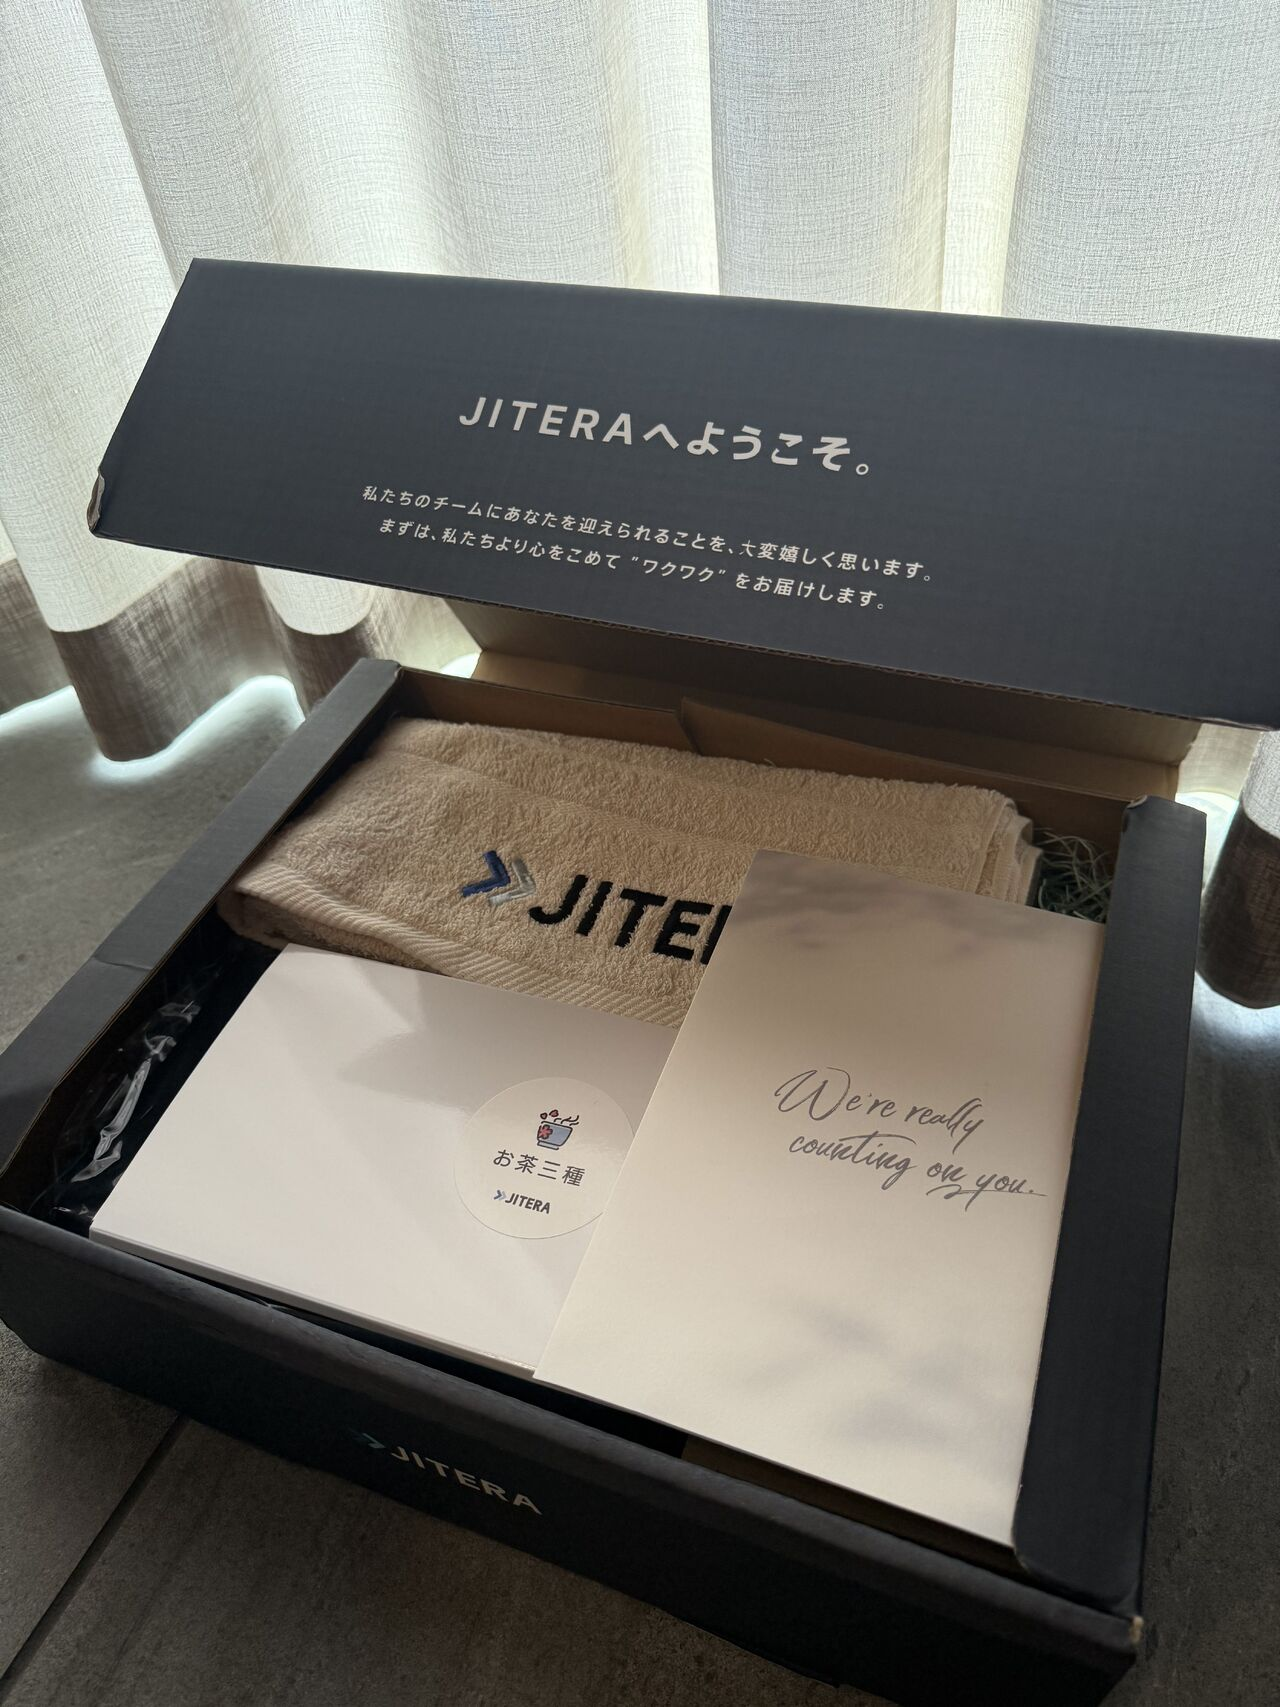 JITERAへようこそ。
私たちのチームにあなたを迎えられることを、大変嬉しく思います。
まずは、私たちより心をこめて "ワクワク" をお届けします。
JITE
We're really
counting on you.
お茶三種
JITERA
JITERA